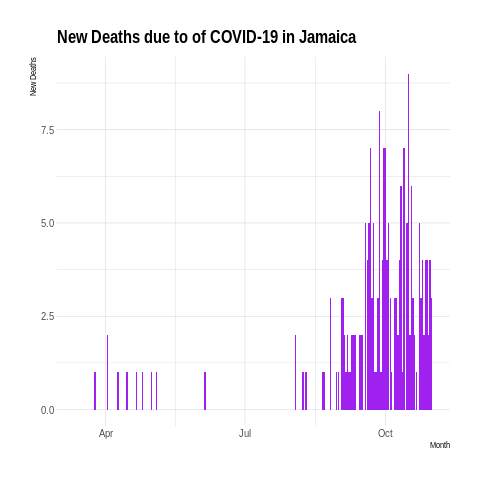 New Deaths due to of COVID-19 in Jamaica
New Deaths
7.5
5.0
2.5
0.0
Apr
Jul
Oct
Month